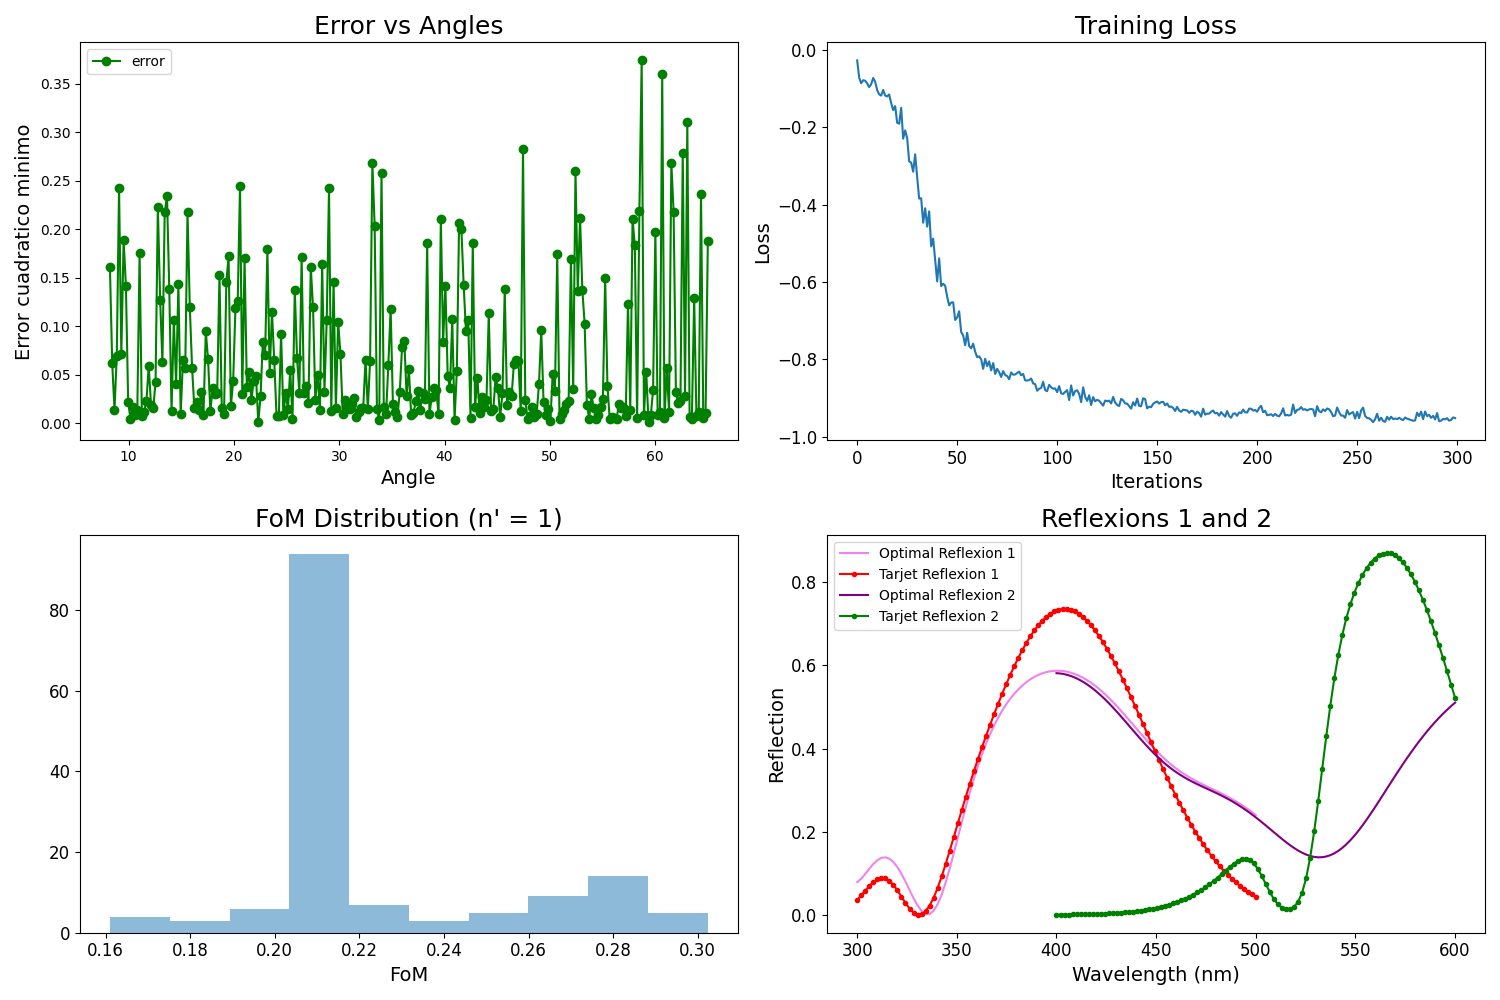 Error vs Angles
error
Error cuadratico minimo
0.35
0.30
0.25
0.20
0.15
0.10
0.05
0.00
10 20 30 40 50 60
Angle
Training Loss
Loss
0.0
−0.2
−0.4
−0.6
−0.8
−1.0
0 50 100 150 200 250 300
Iterations
FoM Distribution (n' = 1)
80
60
40
20
0
0.16 0.18 0.20 0.22 0.24 0.26 0.28 0.30
FoM
Reflexions 1 and 2
Optimal Reflexion 1
Tarjet Reflexion 1
Optimal Reflexion 2
Tarjet Reflexion 2
Reflection
0.8
0.6
0.4
0.2
0.0
300 350 400 450 500 550 600
Wavelength (nm)